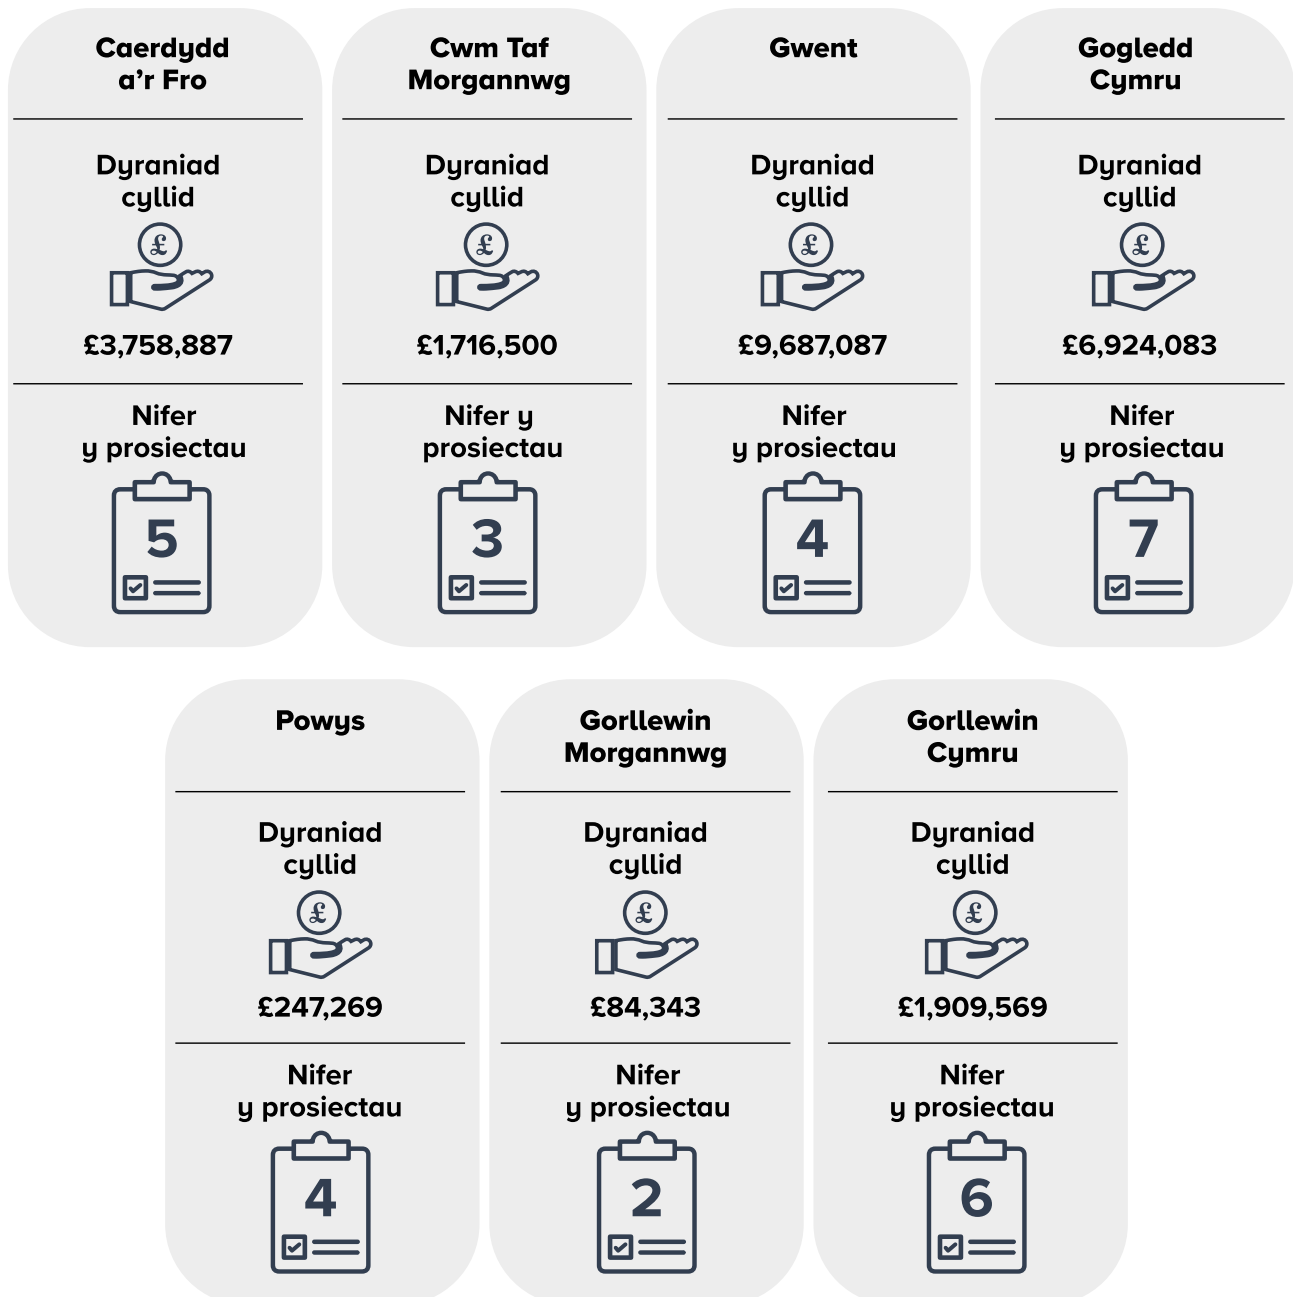 Caerdydd
a’r Fro
Dyraniad
cyllid
£
£3,758,887
Nifer
y prosiectau
5
Cwm Taf
Morgannwg
Dyraniad
cyllid
£
£1,716,500
Nifer y
prosiectau
3
Gwent
Dyraniad
cyllid
£
£9,687,087
Nifer
y prosiectau
4
Gogledd
Cymru
Dyraniad
cyllid
£
£6,924,083
Nifer
y prosiectau
7
Powys
Dyraniad
cyllid
£
£247,269
Nifer
y prosiectau
4
Gorllewin
Morgannwg
Dyraniad
cyllid
£
£84,343
Nifer
y prosiectau
2
Gorllewin
Cymru
Dyraniad
cyllid
£
£1,909,569
Nifer
y prosiectau
6